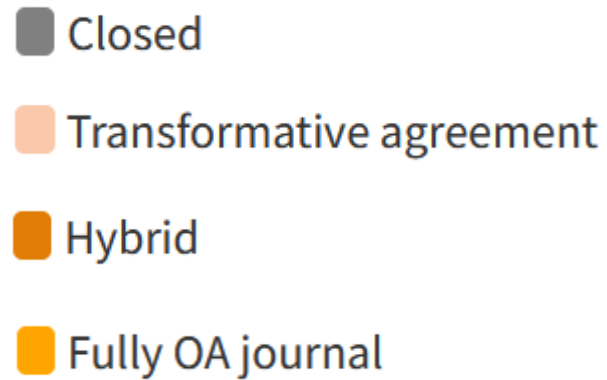 Closed
Transformative agreement
Hybrid
Fully OA journal